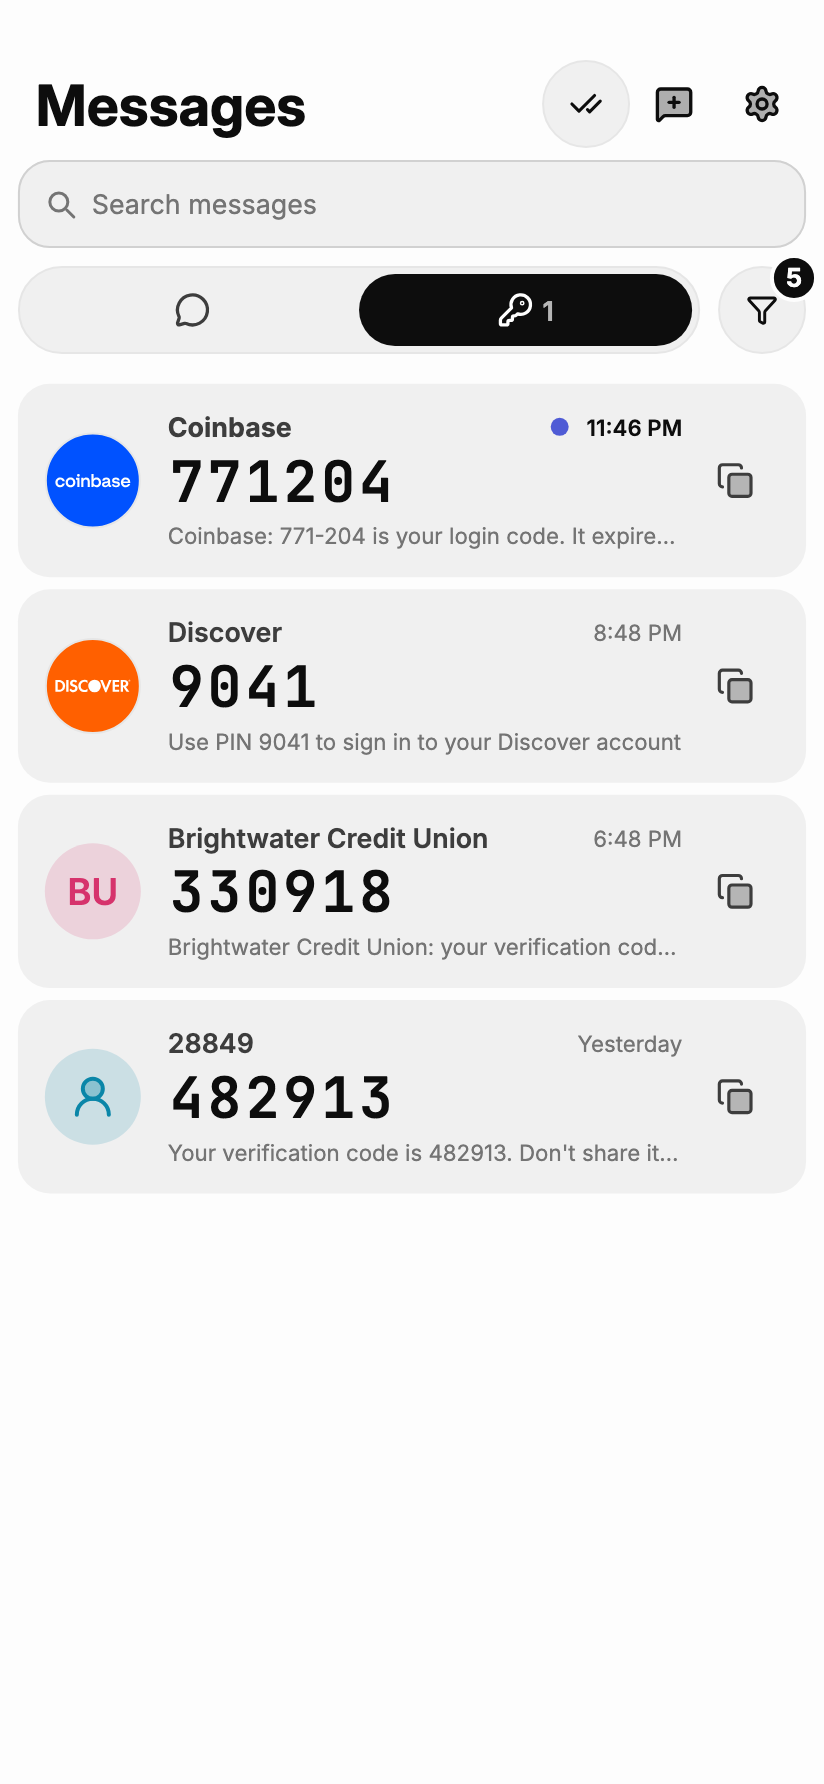 Messages
Search messages
1
5
Coinbase
11:46 PM
coinbase
771204
Coinbase: 771-204 is your login code. It expire...
Discover
8:48 PM
DISCOVER
9041
Use PIN 9041 to sign in to your Discover account
Brightwater Credit Union
6:48 PM
BU
330918
Brightwater Credit Union: your verification cod...
28849
Yesterday
482913
Your verification code is 482913. Don't share it...